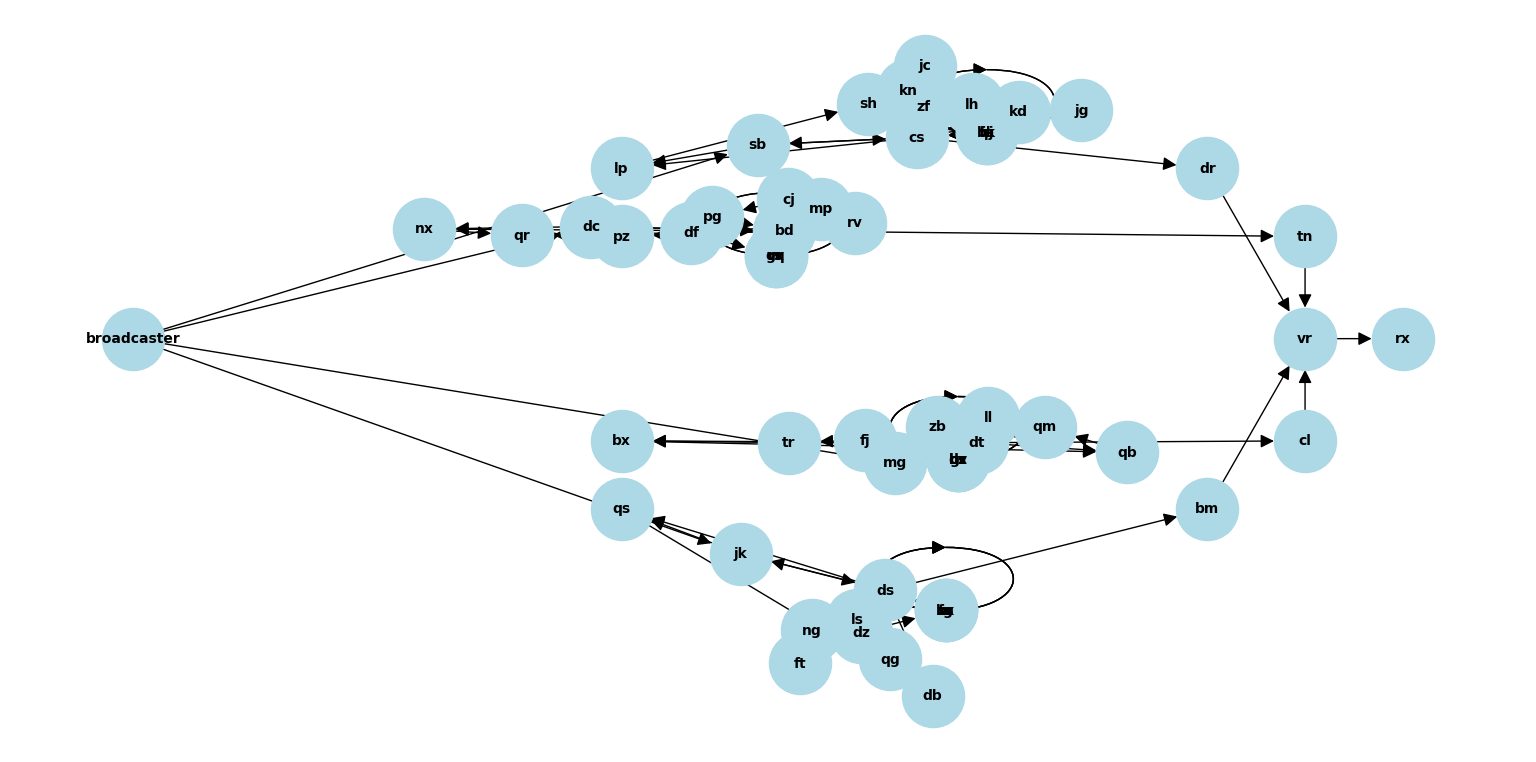 jc
kn
sh
zf
lh
kd
jg
cs
sb
lp
dr
cj
mp
nx
qr
dc
pz
df
pg
bd
rv
tn
broadcaster
vr
rx
bx
tr
fj
zb
ll
qm
dt
mg
qb
cl
qs
bm
jk
ds
ls
ng
dz
ft
qg
db